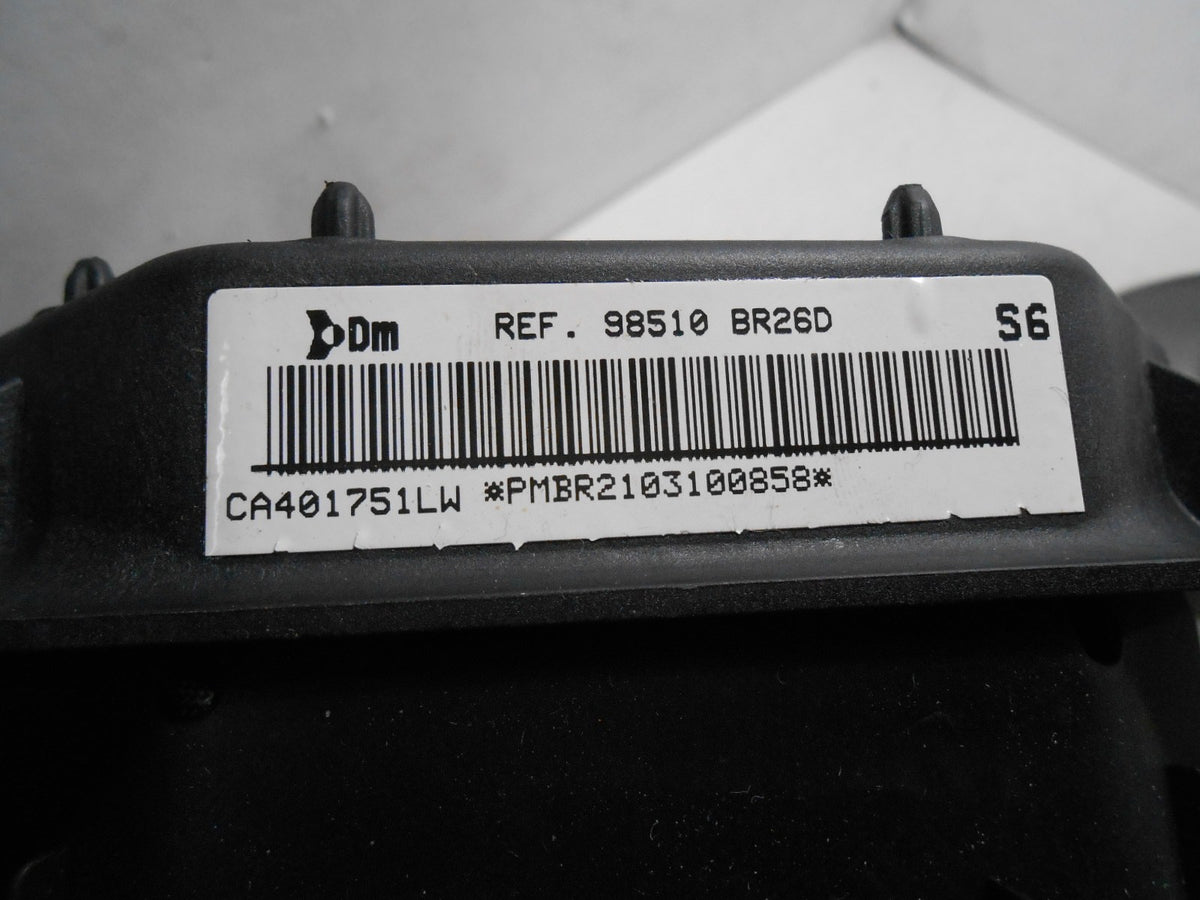 Dm REF. 98510 BR26D S6
CA401751LW *PMBR2103100858*